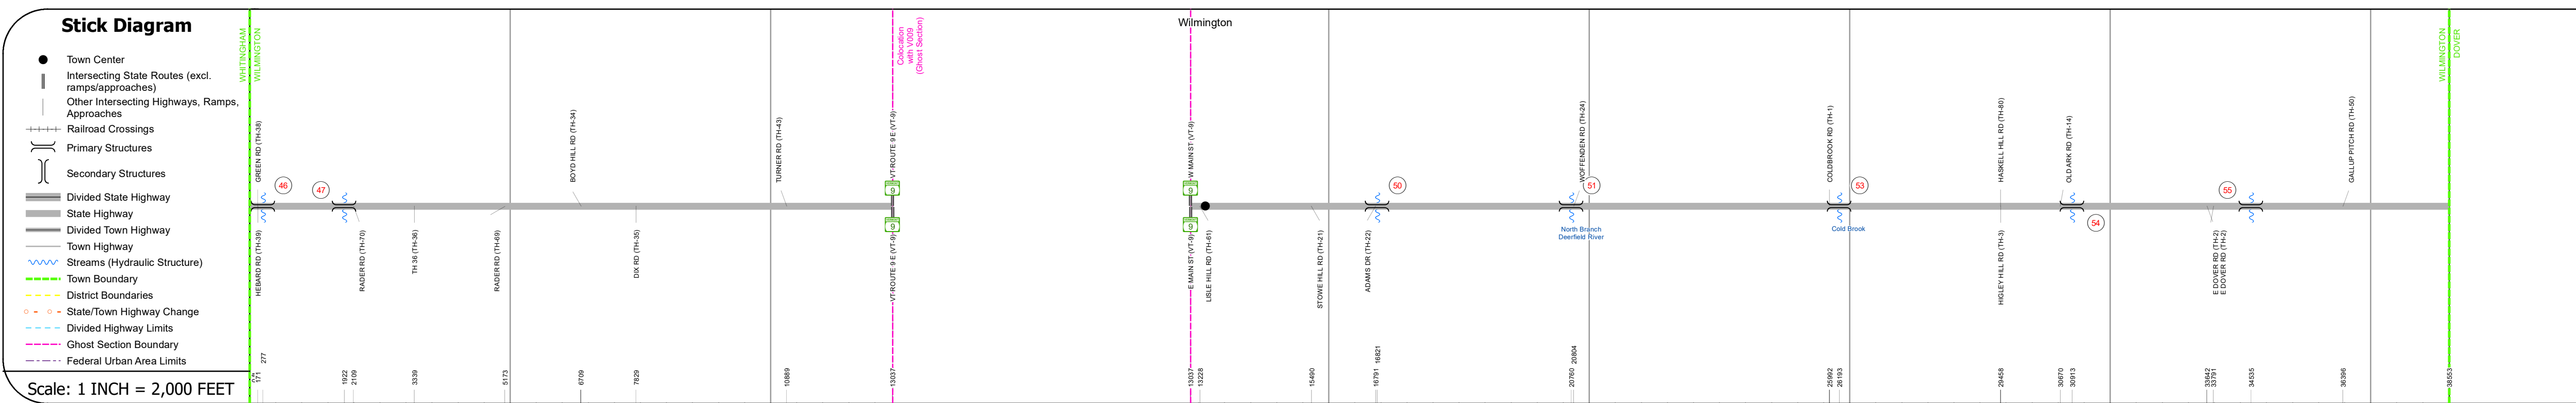 Stick Diagram
Town Center
Intersecting State Routes (excl.
ramps/approaches)
Other Intersecting Highways, Ramps,
Approaches
Railroad Crossings
Primary Structures
Secondary Structures
Divided State Highway
State Highway
Divided Town Highway
Town Highway
Streams (Hydraulic Structure)
Town Boundary
District Boundaries
State/Town Highway Change
Divided Highway Limits
Ghost Section Boundary
Federal Urban Area Limits
Scale: 1 INCH = 2,000 FEET
WHITINGHAM
WILMINGTON
Colocation
with V009
(Ghost Section)
Wilmington
WILMINGTON
DOVER
GREEN RD (TH-38)
BOYD HILL RD (TH-34)
TURNER RD (TH-43)
VT ROUTE 9 E (VT-9)
W MAIN ST (VT-9)
WOFFENDEN RD (TH-24)
COLDBROOK RD (TH-1)
HASKELL HILL RD (TH-80)
OLD ARK RD (TH-14)
GALLUP PITCH RD (TH-50)
46
47
9
9
50
51
53
55
9
9
54
North Branch
Deerfield River
Cold Brook
HEBARD RD (TH-39)
RADER RD (TH-70)
TH 36 (TH-36)
RADER RD (TH-69)
DIX RD (TH-35)
VT ROUTE 9 E (VT-9)
E MAIN ST (VT-9)
LISLE HILL RD (TH-61)
STOWE HILL RD (TH-21)
ADAMS DR (TH-22)
HIGLEY HILL RD (TH-3)
E DOVER RD (TH-2)
E DOVER RD (TH-2)
171
277
1922
2109
3339
5173
6709
7829
10889
13037
13037
13228
15490
16791
16821
20760
20804
25992
26193
29458
30670
30913
33642
33791
34535
36396
38553